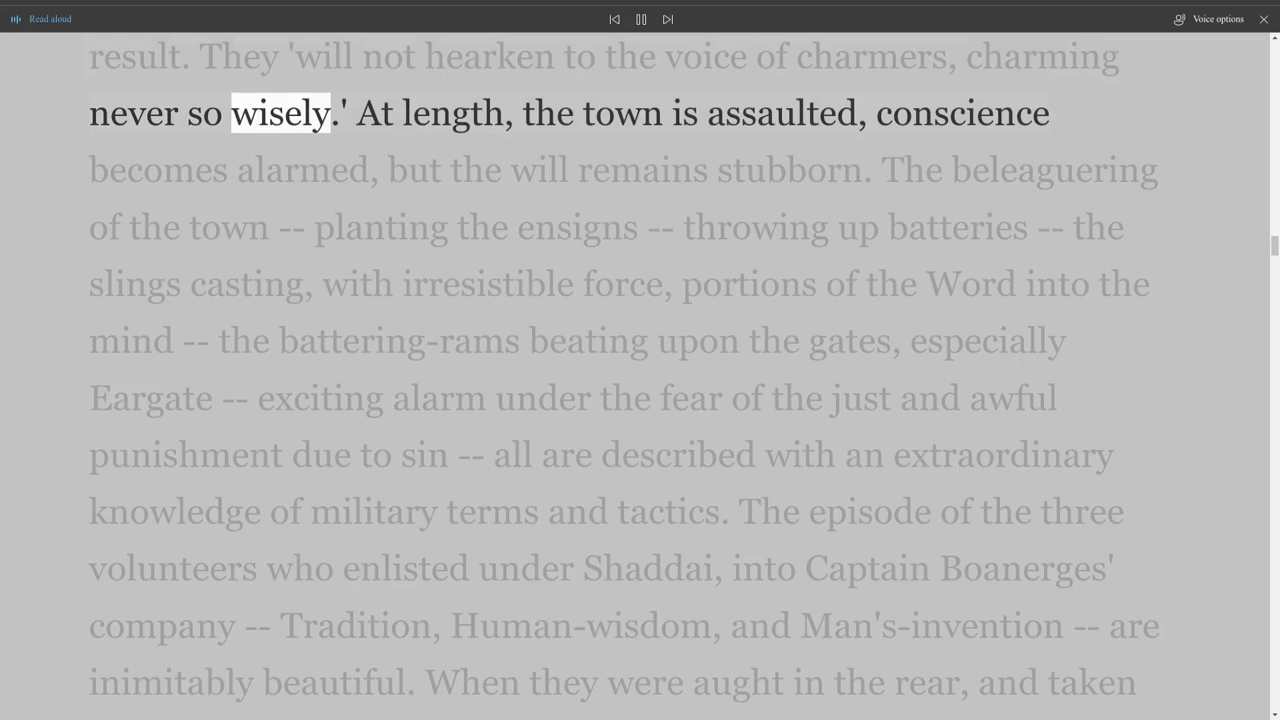 Read aloud
Voice options
result. They 'will not hearken to the voice of charmers, charming
never so wisely.' At length, the town is assaulted, conscience
becomes alarmed, but the will remains stubborn. The beleaguering
of the town -- planting the ensigns -- throwing up batteries -- the
slings casting, with irresistible force, portions of the Word into the
mind -- the battering-rams beating upon the gates, especially
Eargate -- exciting alarm under the fear of the just and awful
punishment due to sin -- all are described with an extraordinary
knowledge of military terms and tactics. The episode of the three
volunteers who enlisted under Shaddai, into Captain Boanerges'
company -- Tradition, Human-wisdom, and Man's-invention -- are
inimitably beautiful. When they were aught in the rear, and taken